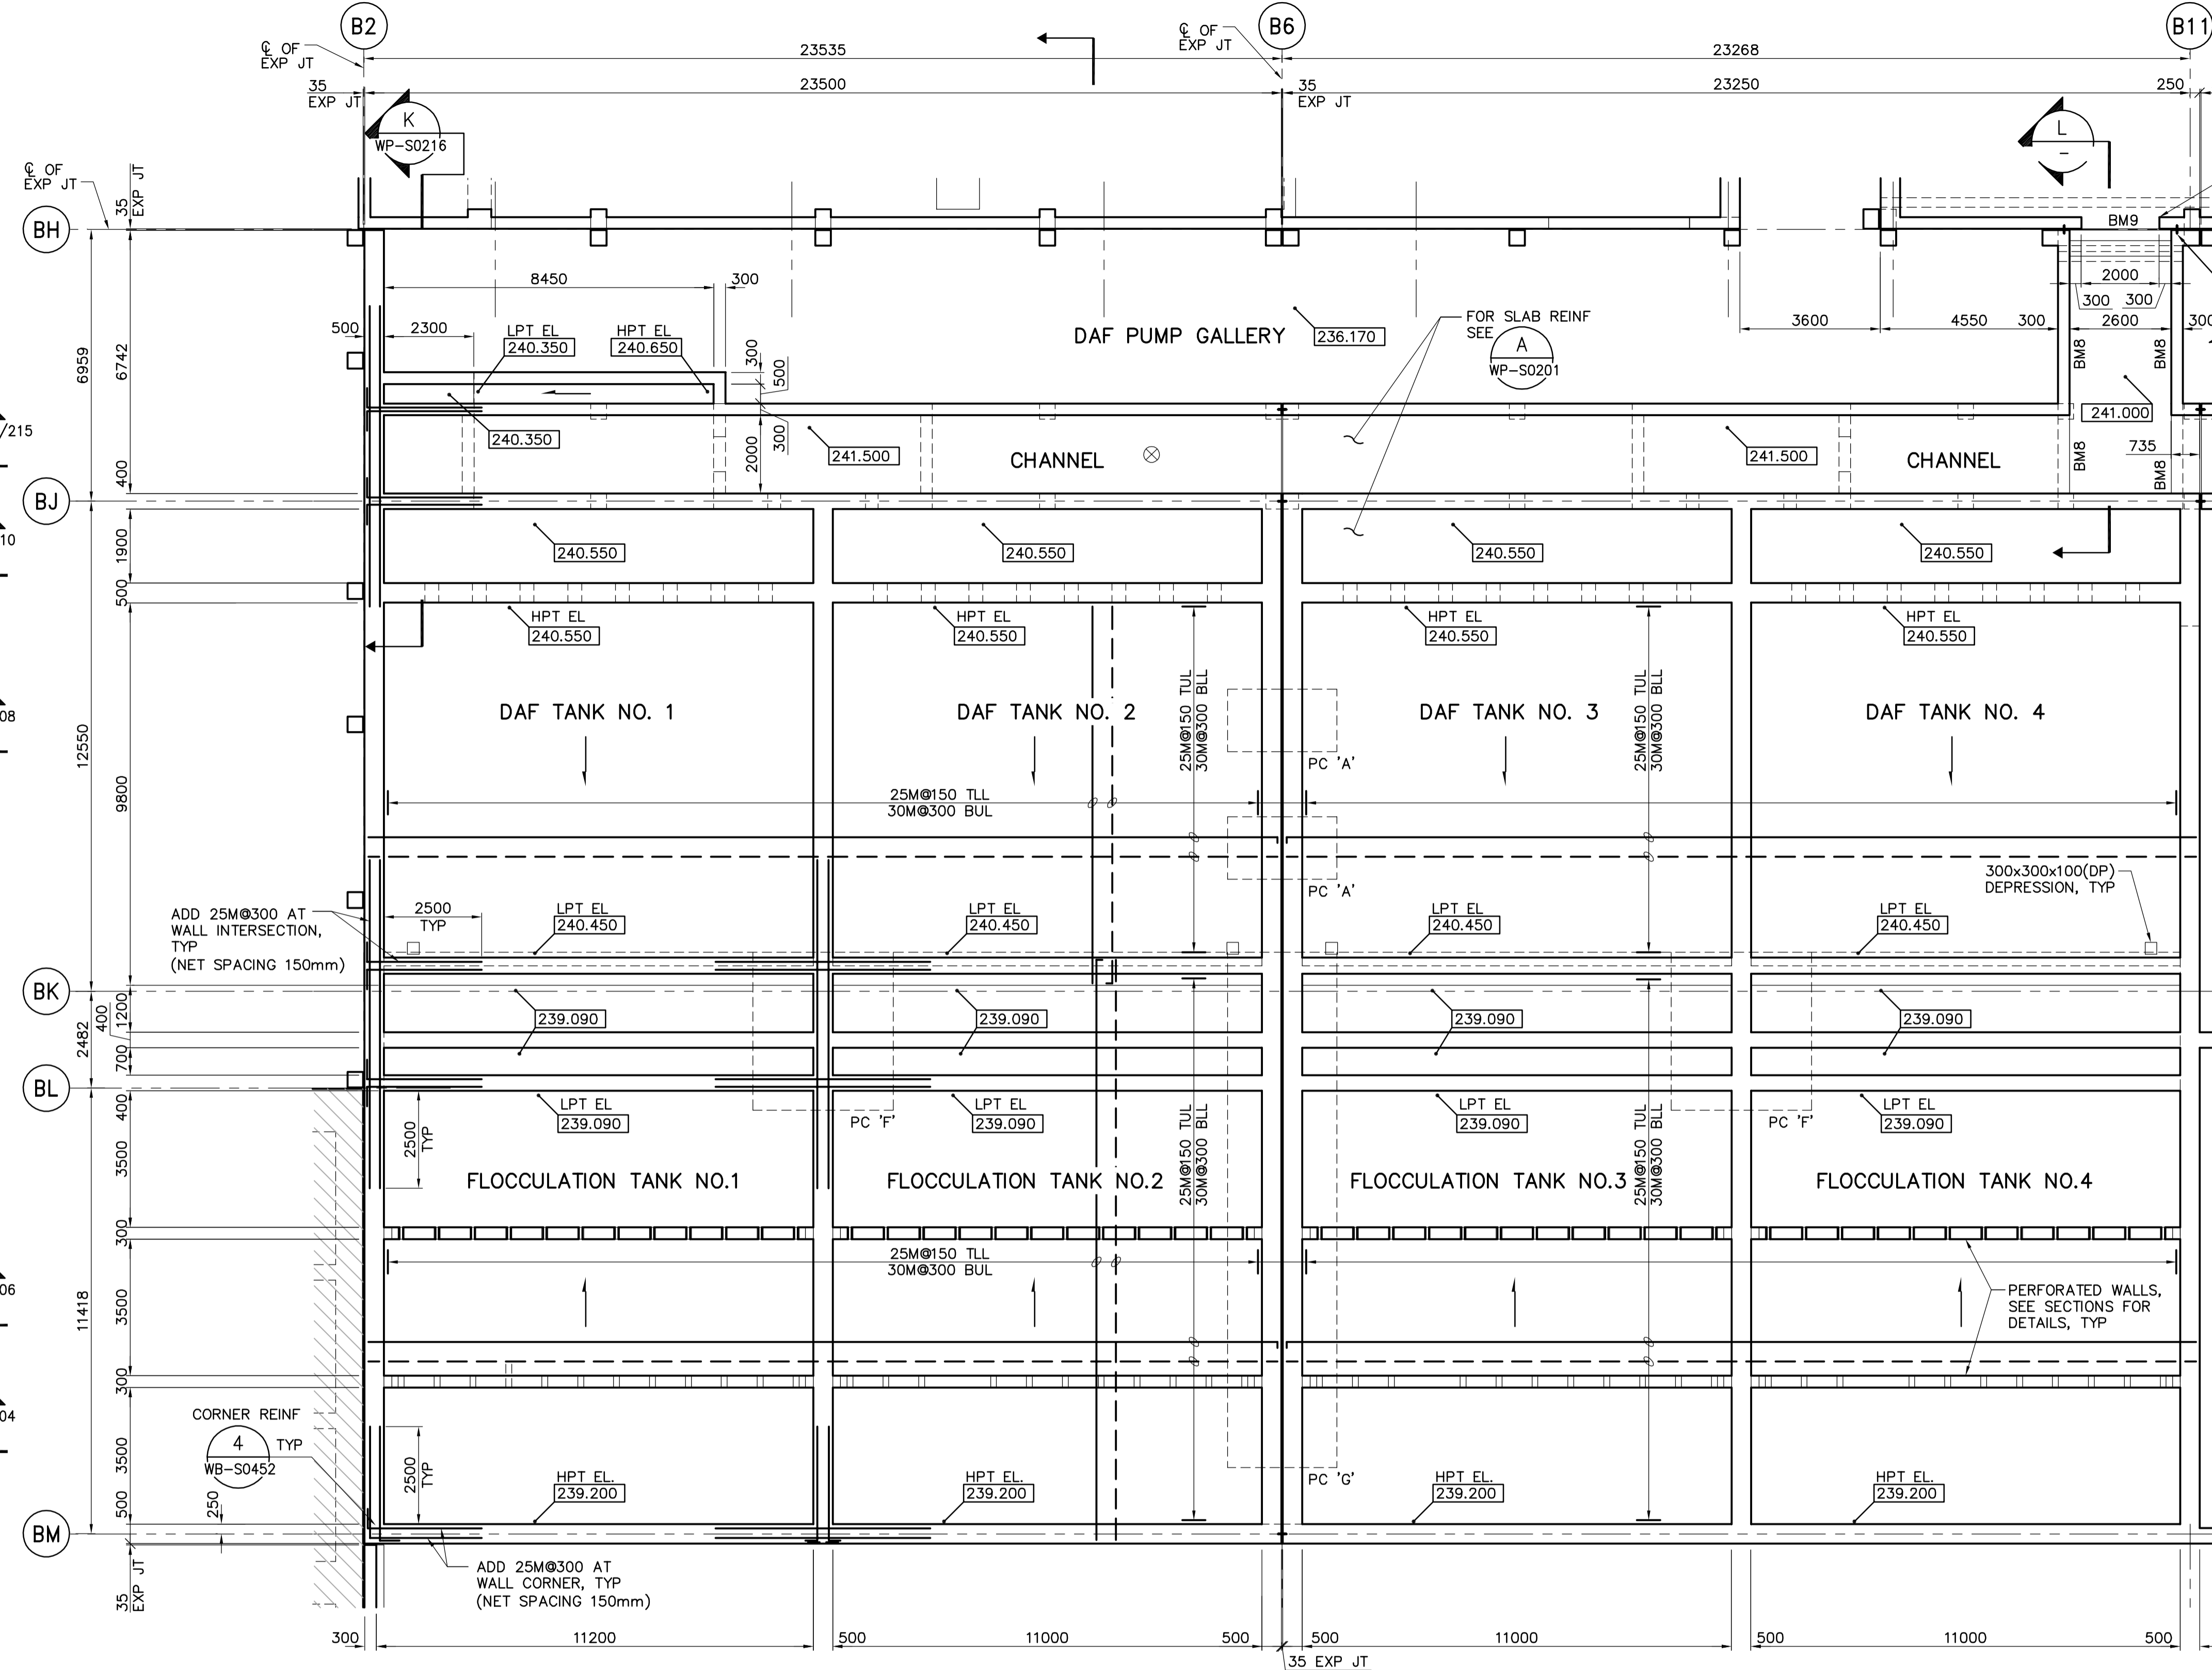 B2
B6
B11
℄ OF
EXP JT
℄ OF
EXP JT
23535
23268
35
EXP JT
23500
35
EXP JT
23250
250
K
WP-S0216
L
-
℄ OF
EXP JT
35
EXP JT
BH
BM9
8450
300
2000
300
300
500
2300
LPT EL
240.350
HPT EL
240.650
DAF PUMP GALLERY
236.170
FOR SLAB REINF
SEE
A
WP-S0201
3600
4550
300
2600
300
6959
6742
300
500
BM8
BM8
/215
240.350
2000
300
241.500
CHANNEL
241.500
CHANNEL
241.000
735
BM8
BM8
400
BJ
10
1900
240.550
240.550
240.550
240.550
500
HPT EL
240.550
HPT EL
240.550
HPT EL
240.550
HPT EL
240.550
08
12550
9800
DAF TANK NO. 1
DAF TANK NO. 2
DAF TANK NO. 3
DAF TANK NO. 4
25M@150 TUL
30M@300 BLL
25M@150 TUL
30M@300 BLL
PC 'A'
25M@150 TLL
30M@300 BUL
PC 'A'
300x300x100(DP)
DEPRESSION, TYP
ADD 25M@300 AT
WALL INTERSECTION,
TYP
(NET SPACING 150mm)
2500
TYP
LPT EL
240.450
LPT EL
240.450
LPT EL
240.450
LPT EL
240.450
BK
2482
400
1200
700
239.090
239.090
239.090
239.090
BL
400
LPT EL
239.090
LPT EL
239.090
LPT EL
239.090
LPT EL
239.090
PC 'F'
PC 'F'
2500
TYP
3500
25M@150 TUL
30M@300 BLL
25M@150 TUL
30M@300 BLL
FLOCCULATION TANK NO.1
FLOCCULATION TANK NO.2
FLOCCULATION TANK NO.3
FLOCCULATION TANK NO.4
300
25M@150 TLL
30M@300 BUL
06
11418
3500
PERFORATED WALLS,
SEE SECTIONS FOR
DETAILS, TYP
300
04
CORNER REINF
4
WB-S0452
TYP
3500
2500
TYP
HPT EL.
239.200
HPT EL.
239.200
PC 'G'
HPT EL.
239.200
HPT EL.
239.200
500
250
BM
35
EXP JT
ADD 25M@300 AT
WALL CORNER, TYP
(NET SPACING 150mm)
300
11200
500
11000
500
500
11000
500
11000
500
35 EXP JT